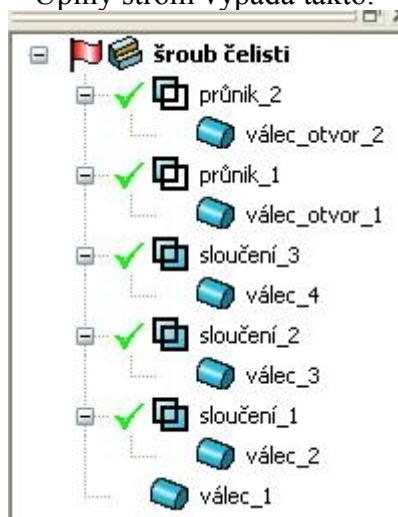 Úplný strom vypadá takto:
šroub čelisti
průnik_2
válec_otvor_2
průnik_1
válec_otvor_1
sloučení_3
válec_4
sloučení_2
válec_3
sloučení_1
válec_2
válec_1